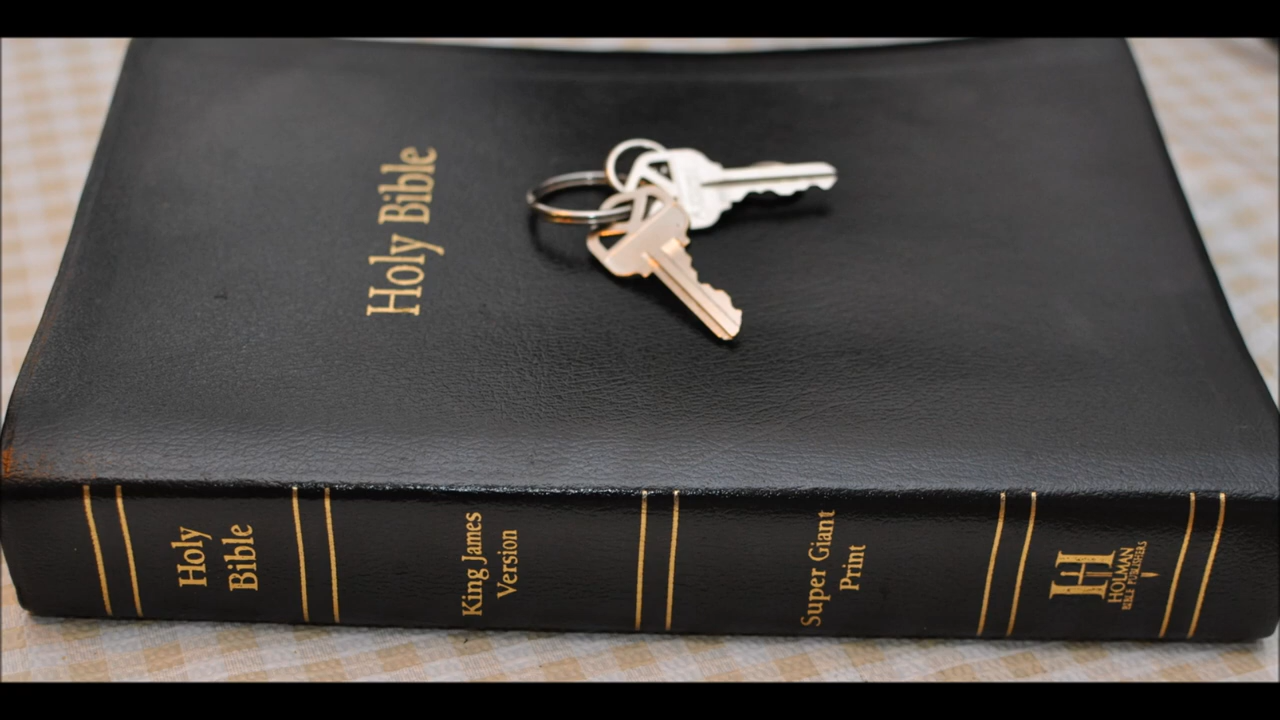 Holy Bible
Holy
Bible
King James
Version
Super Giant
Print
HOLMAN
BIBLE PUBLISHERS